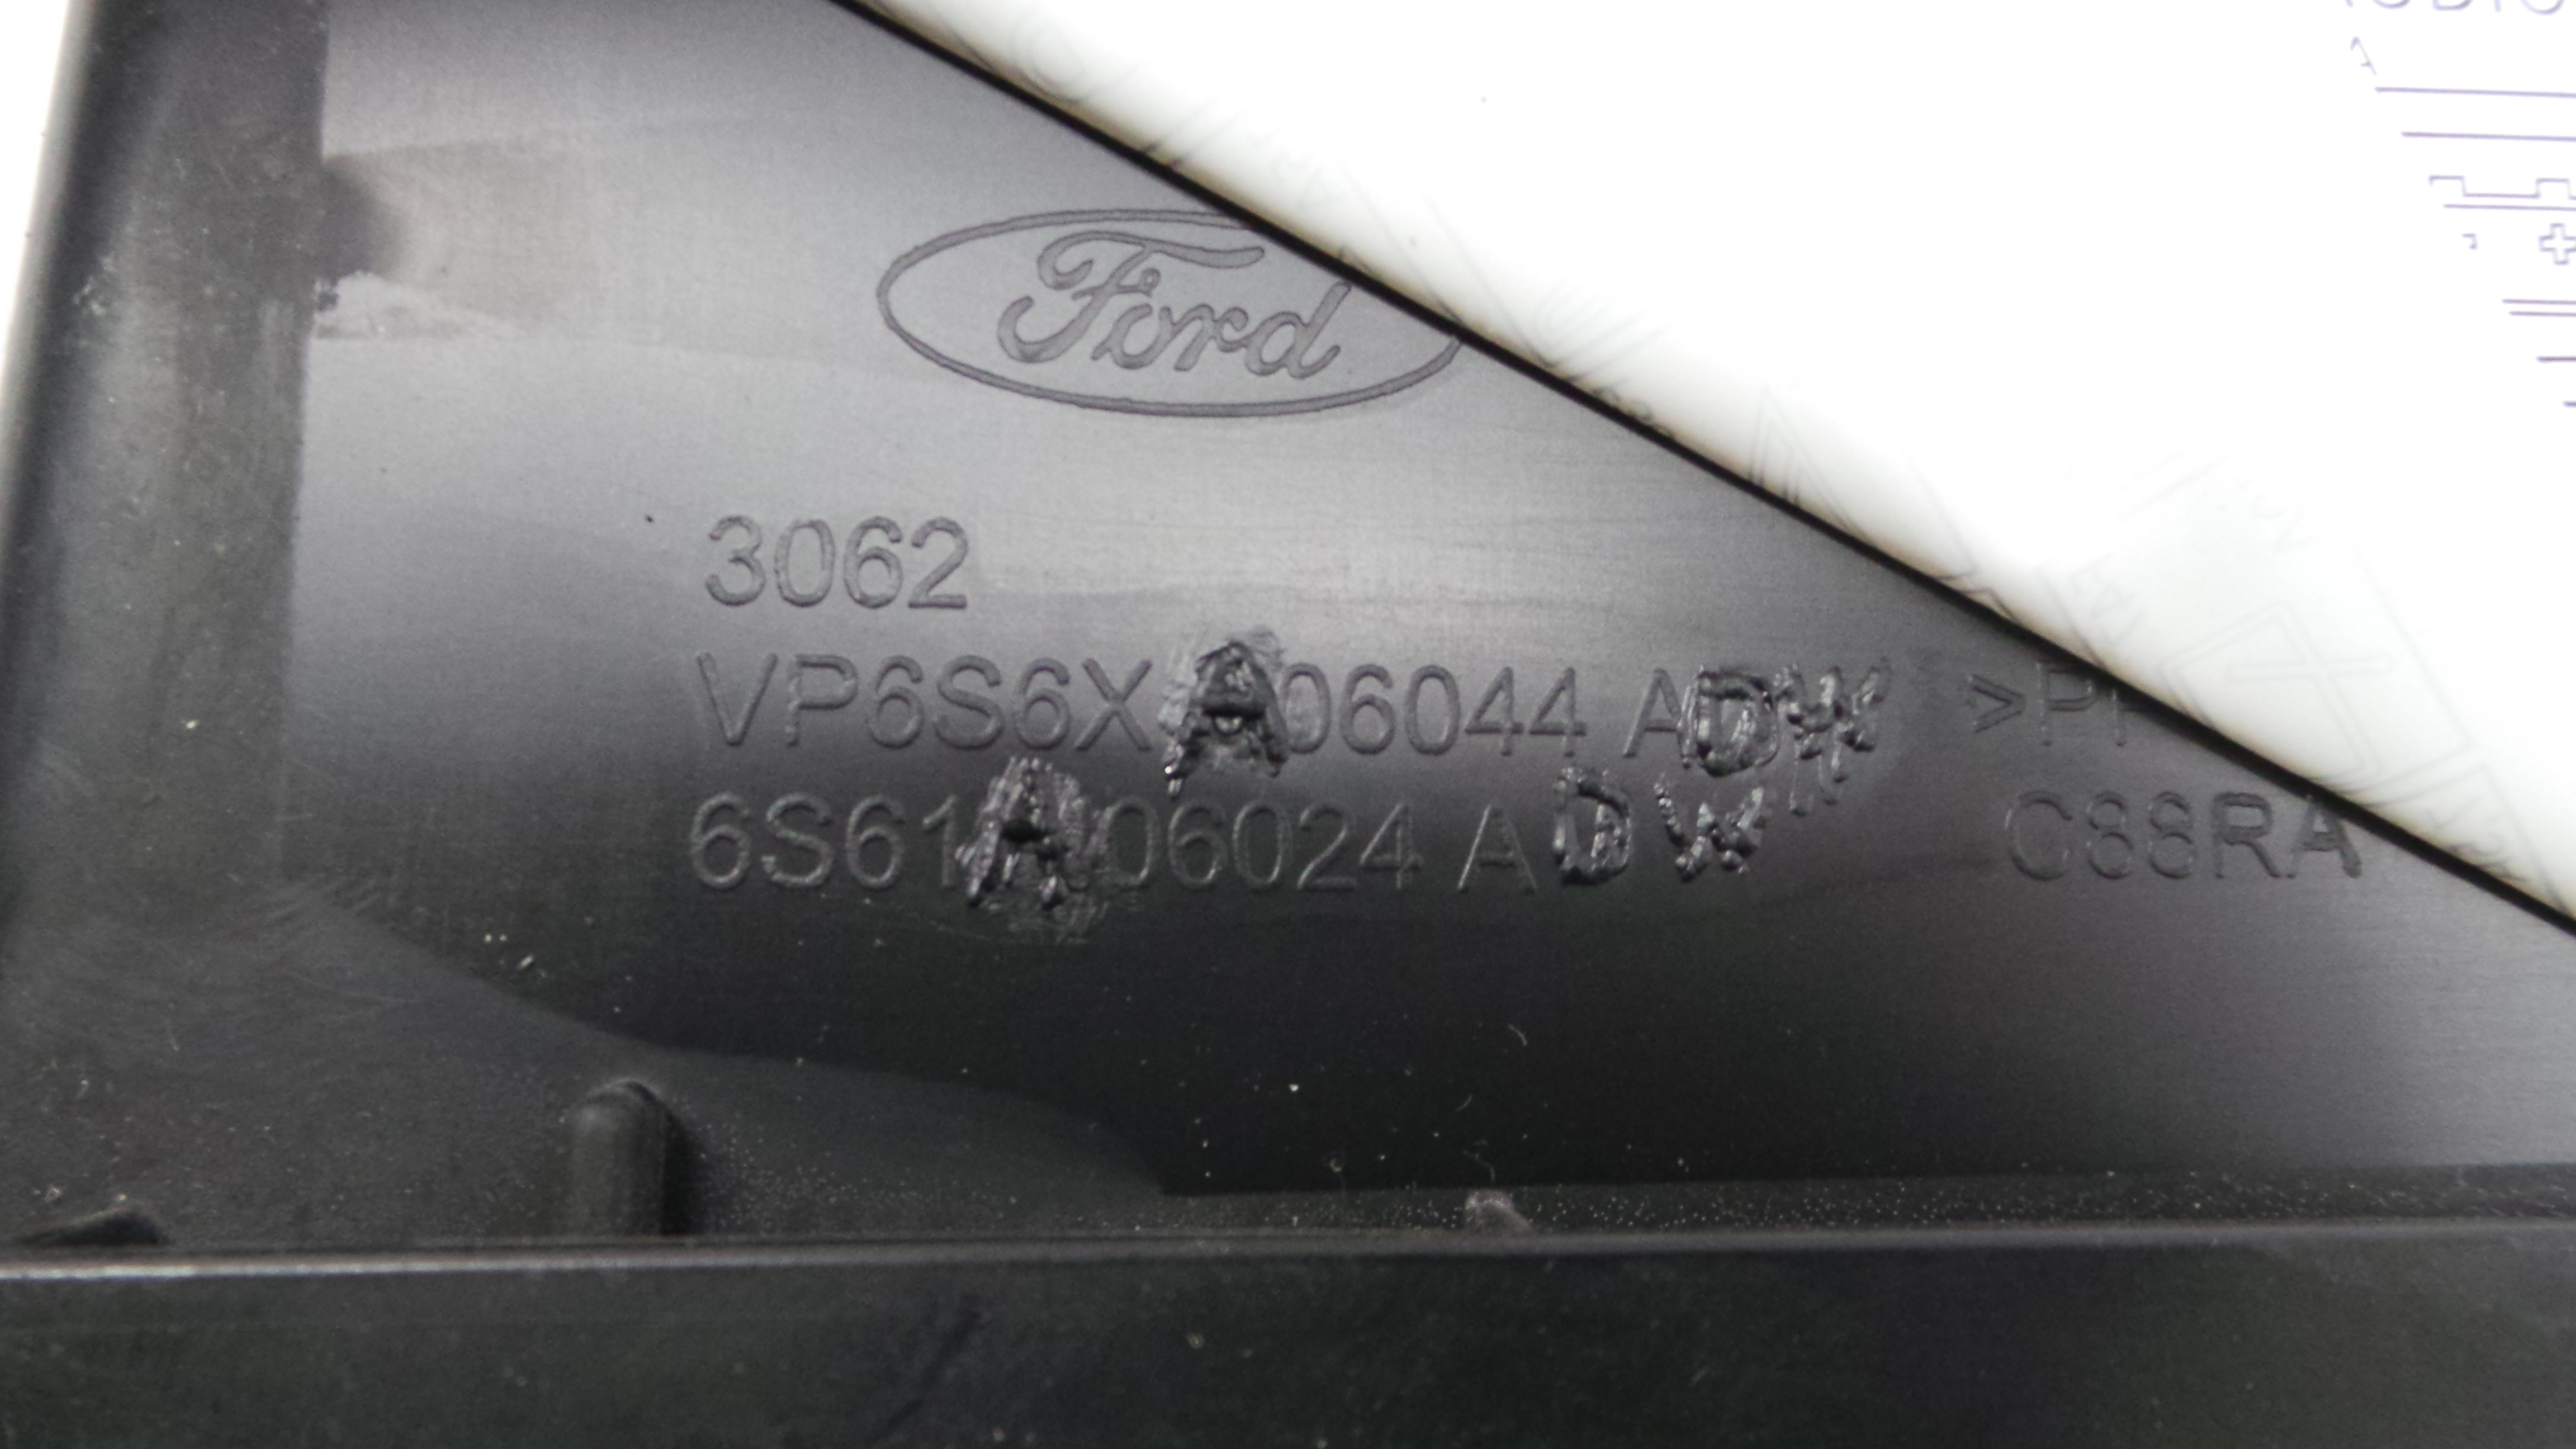 Ford
3062
VP6S6X A06044 ADW >P
6S61 A06024 ADW C88RA